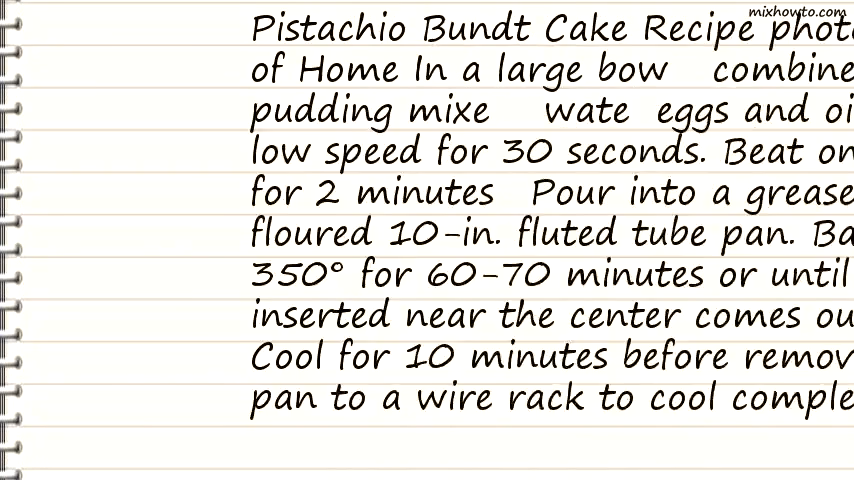 mixhowto.com
Pistachio Bundt Cake Recipe phot
of Home In a large bow combine
pudding mixe wate eggs and oi
low speed for 30 seconds. Beat on
for 2 minutes Pour into a grease
floured 10-in. fluted tube pan. Ba
350° for 60-70 minutes or until
inserted near the center comes ou
Cool for 10 minutes before remov
pan to a wire rack to cool comple